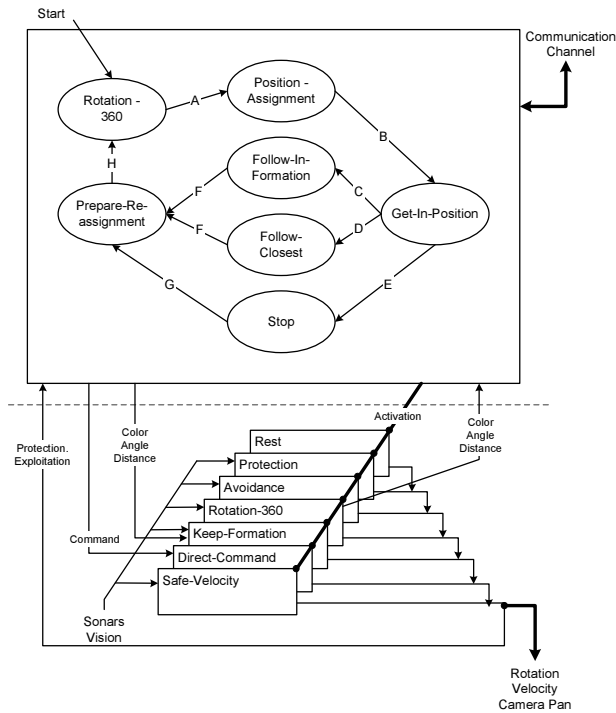 Start
Communication
Channel
Rotation -
360
A
Position -
Assignment
B
H
Follow-In-
Formation
F
C
Prepare-Re-
assignment
Get-In-Position
F
Follow-
Closest
D
G
E
Stop
Activation
Protection.
Exploitation
Color
Angle
Distance
Color
Angle
Distance
Rest
Protection
Avoidance
Rotation-360
Keep-Formation
Command
Direct-Command
Safe-Velocity
Sonars
Vision
Rotation
Velocity
Camera Pan